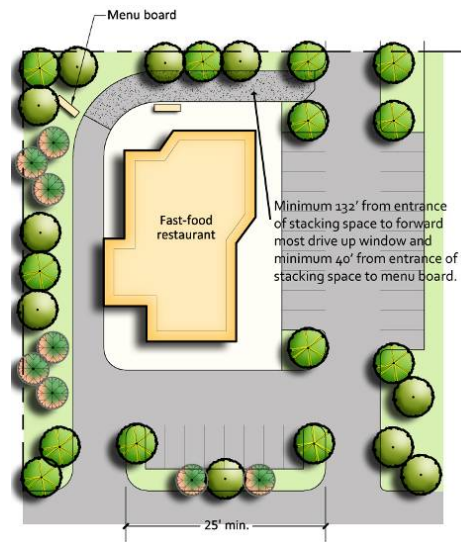 Menu board
Fast-food
restaurant
Minimum 132' from entrance
of stacking space to forward
most drive up window and
minimum 40' from entrance of
stacking space to menu board.
25' min.